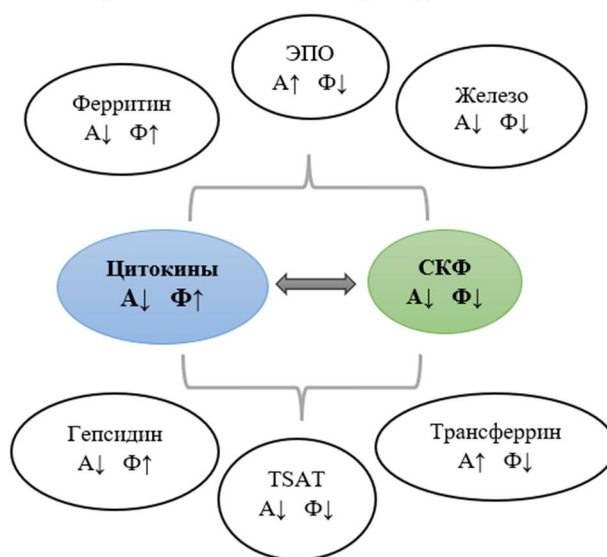 ЭПО
А↑ Ф↓
Ферритин
А↓ Ф↑
Железо
А↓ Ф↓
Цитокины
А↓ Ф↑
СКФ
А↓ Ф↓
Гепсидин
А↓ Ф↑
TSAT
А↓ Ф↓
Трансферрин
А↑ Ф↓